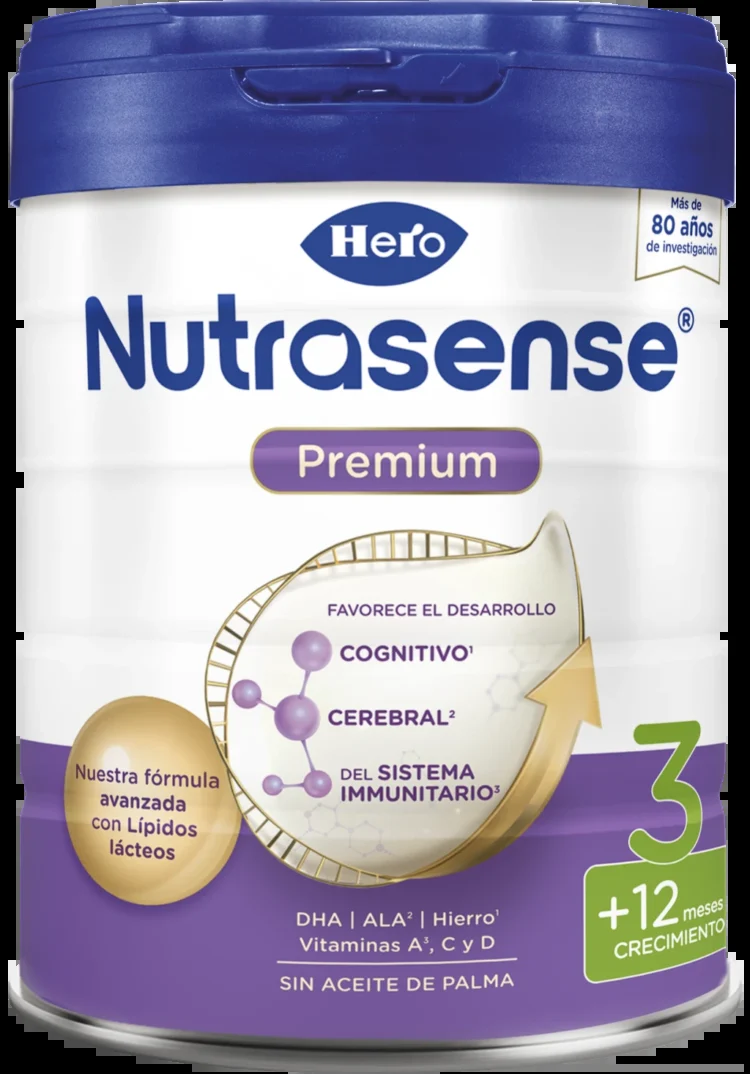 Hero
Más de
80 años
de investigación
Nutrasense®
Premium
FAVORECE EL DESARROLLO
COGNITIVO¹
CEREBRAL²
DEL SISTEMA
IMMUNITARIO³
Nuestra fórmula
avanzada
con Lípidos
lácteos
3
+12 meses
CRECIMIENTO
DHA | ALA² | Hierro¹
Vitaminas A³, C y D
SIN ACEITE DE PALMA